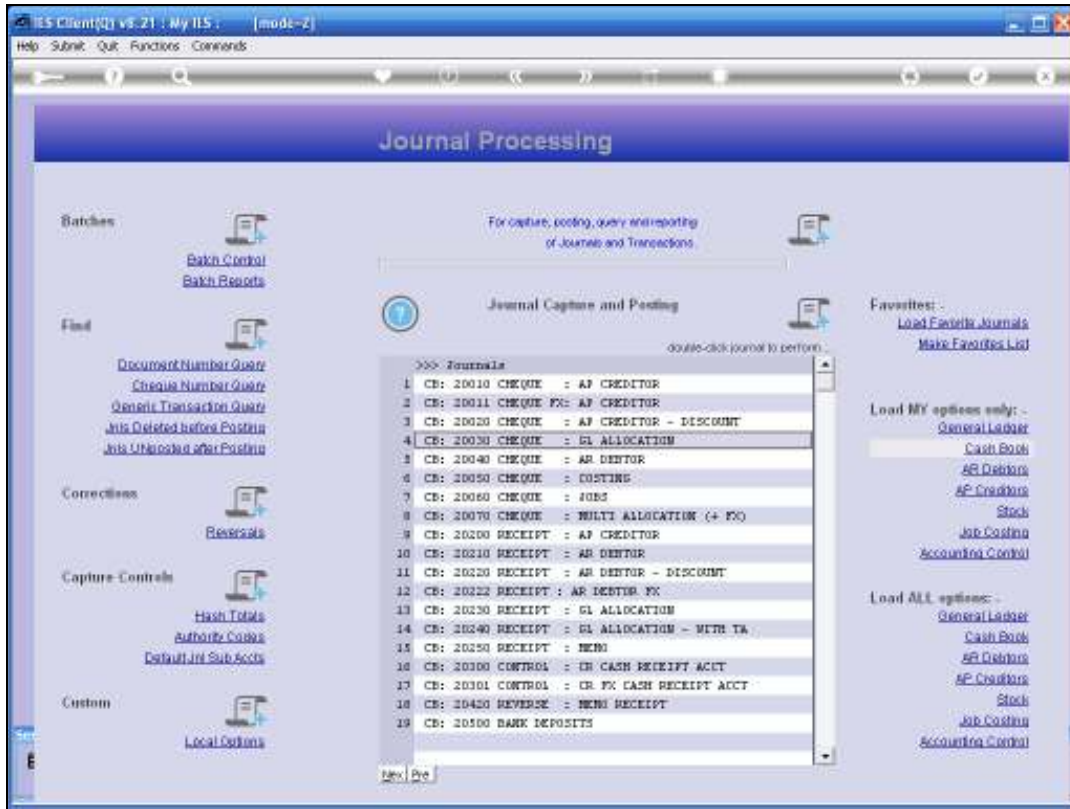 IES Client(Q) v8.21 : My IES : [mode=2]
Help Submit Quit Functions Commands
Journal Processing
Batches
Batch Control
Batch Reports
Find
Document Number Query
Cheque Number Query
Generic Transaction Query
Jnls Deleted before Posting
Jnls UNposted after Posting
Corrections
Reversals
Capture Controls
Hash Totals
Authority Codes
Default Jnl Sub Accts
Custom
Local Options
For capture, posting, query and reporting
of Journals and Transactions.
Journal Capture and Posting
double-click journal to perform ..
>>> Journals
1 CB: 20010 CHEQUE : AP CREDITOR
2 CB: 20011 CHEQUE FX: AP CREDITOR
3 CB: 20020 CHEQUE : AP CREDITOR - DISCOUNT
4 CB: 20030 CHEQUE : GL ALLOCATION
5 CB: 20040 CHEQUE : AR DEBTOR
6 CB: 20050 CHEQUE : COSTING
7 CB: 20060 CHEQUE : JOBS
8 CB: 20070 CHEQUE : MULTI ALLOCATION (+ FX)
9 CB: 20200 RECEIPT : AP CREDITOR
10 CB: 20210 RECEIPT : AR DEBTOR
11 CB: 20220 RECEIPT : AR DEBTOR - DISCOUNT
12 CB: 20222 RECEIPT : AR DEBTOR FX
13 CB: 20230 RECEIPT : GL ALLOCATION
14 CB: 20240 RECEIPT : GL ALLOCATION - WITH TA
15 CB: 20250 RECEIPT : MEMO
16 CB: 20300 CONTROL : CR CASH RECEIPT ACCT
17 CB: 20301 CONTROL : CR FX CASH RECEIPT ACCT
18 CB: 20420 REVERSE : MEMO RECEIPT
19 CB: 20500 BANK DEPOSITS
Nex Pre
Favorites: -
Load Favorite Journals
Make Favorites List
Load MY options only: -
General Ledger
Cash Book
AR Debtors
AP Creditors
Stock
Job Costing
Accounting Control
Load ALL options: -
General Ledger
Cash Book
AR Debtors
AP Creditors
Stock
Job Costing
Accounting Control